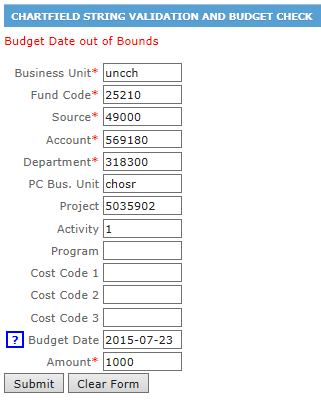 CHARTFIELD STRING VALIDATION AND BUDGET CHECK
Budget Date out of Bounds
Business Unit* uncch
Fund Code* 25210
Source* 49000
Account* 569180
Department* 318300
PC Bus. Unit chosr
Project 5035902
Activity 1
Program
Cost Code 1
Cost Code 2
Cost Code 3
? Budget Date 2015-07-23
Amount* 1000
Submit Clear Form